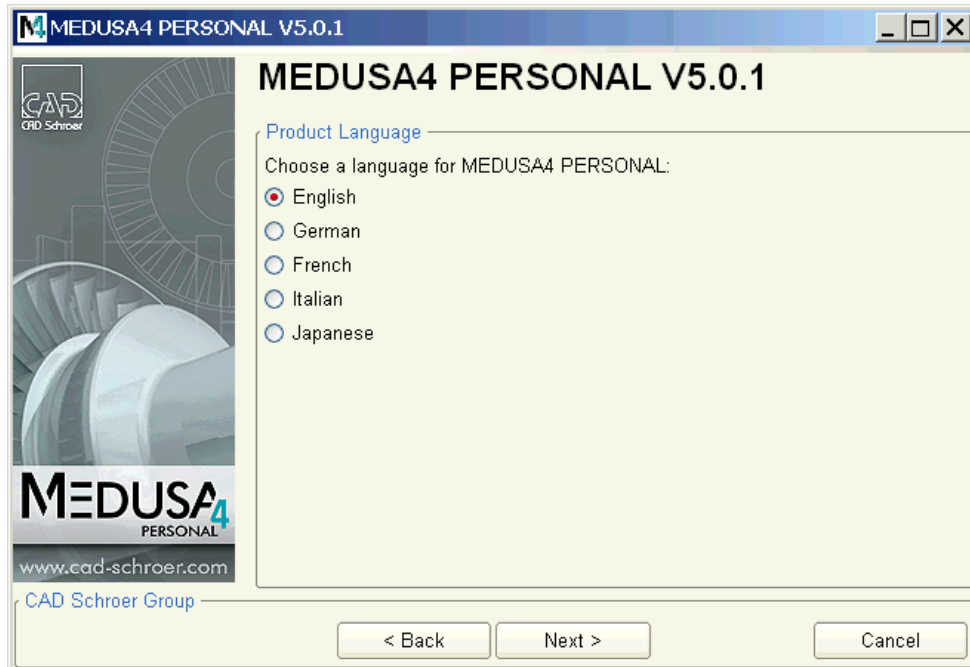 MEDUSA4 PERSONAL V5.0.1
MEDUSA4 PERSONAL V5.0.1
CAD
CAD Schroer
Product Language
Choose a language for MEDUSA4 PERSONAL:
English
German
French
Italian
Japanese
MEDUSA4
PERSONAL
www.cad-schroer.com
CAD Schroer Group
< Back Next > Cancel